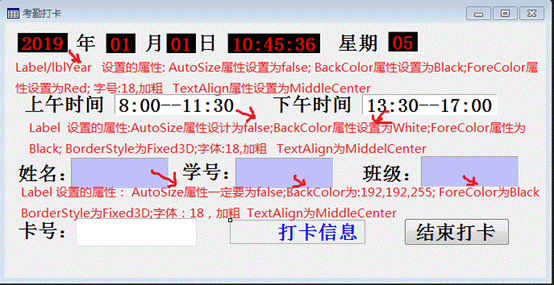 考勤打卡
2019 年 01 月 01 日 10:45:36 星期 05
Label/lblYear 设置的属性: AutoSize属性设置为false; BackColor属性设置为Black;ForeColor属
性设置为Red; 字号:18,加粗 TextAlign属性设置为MiddleCenter
上午时间 8:00--11:30 下午时间 13:30--17:00
Label 设置的属性:AutoSize属性设计为false;BackColor属性设置为White;ForeColor属性为
Black; BorderStyle为Fixed3D;字体:18,加粗 TextAlign为MiddelCenter
姓名: 学号: 班级:
Label 设置的属性： AutoSize属性一定要为false;BackColor为:192,192,255; ForeColor为Black
BorderStyle为Fixed3D;字体：18，加粗 TextAlign为MiddleCenter
卡号: 打卡信息 结束打卡